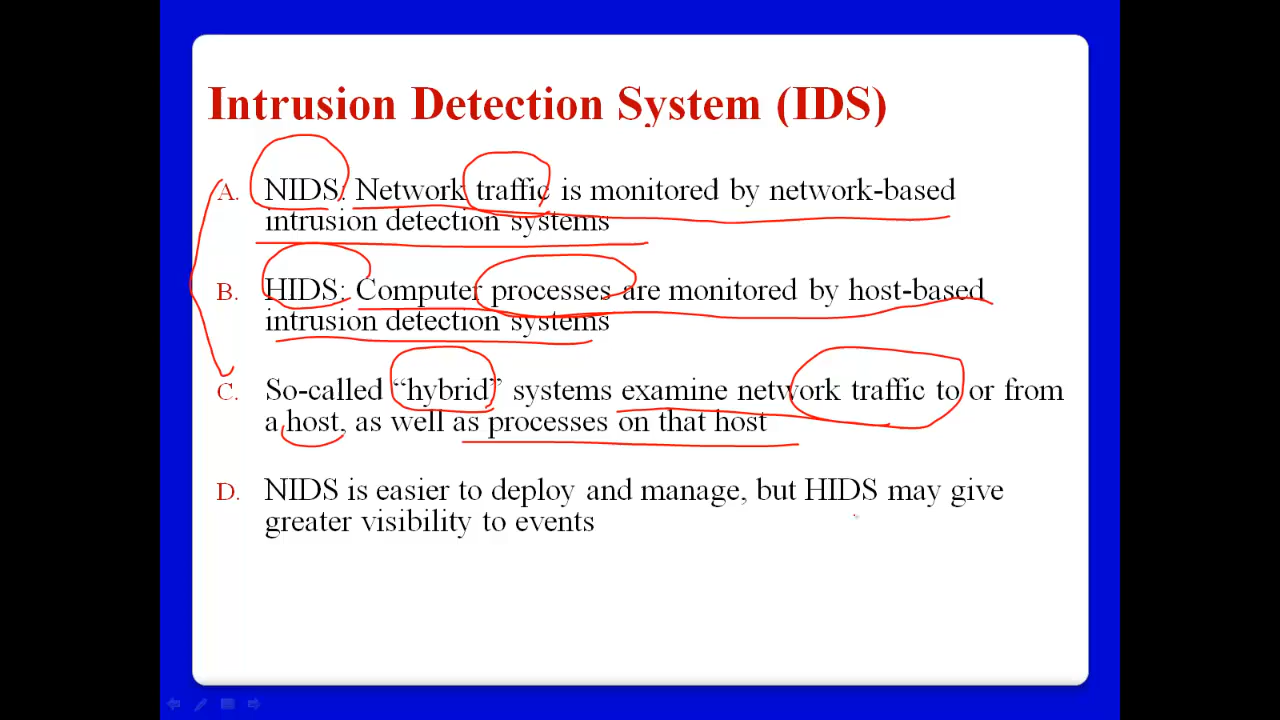 Intrusion Detection System (IDS)
A. NIDS: Network traffic is monitored by network-based
intrusion detection systems
B. HIDS: Computer processes are monitored by host-based
intrusion detection systems
C. So-called “hybrid” systems examine network traffic to or from
a host, as well as processes on that host
D. NIDS is easier to deploy and manage, but HIDS may give
greater visibility to events